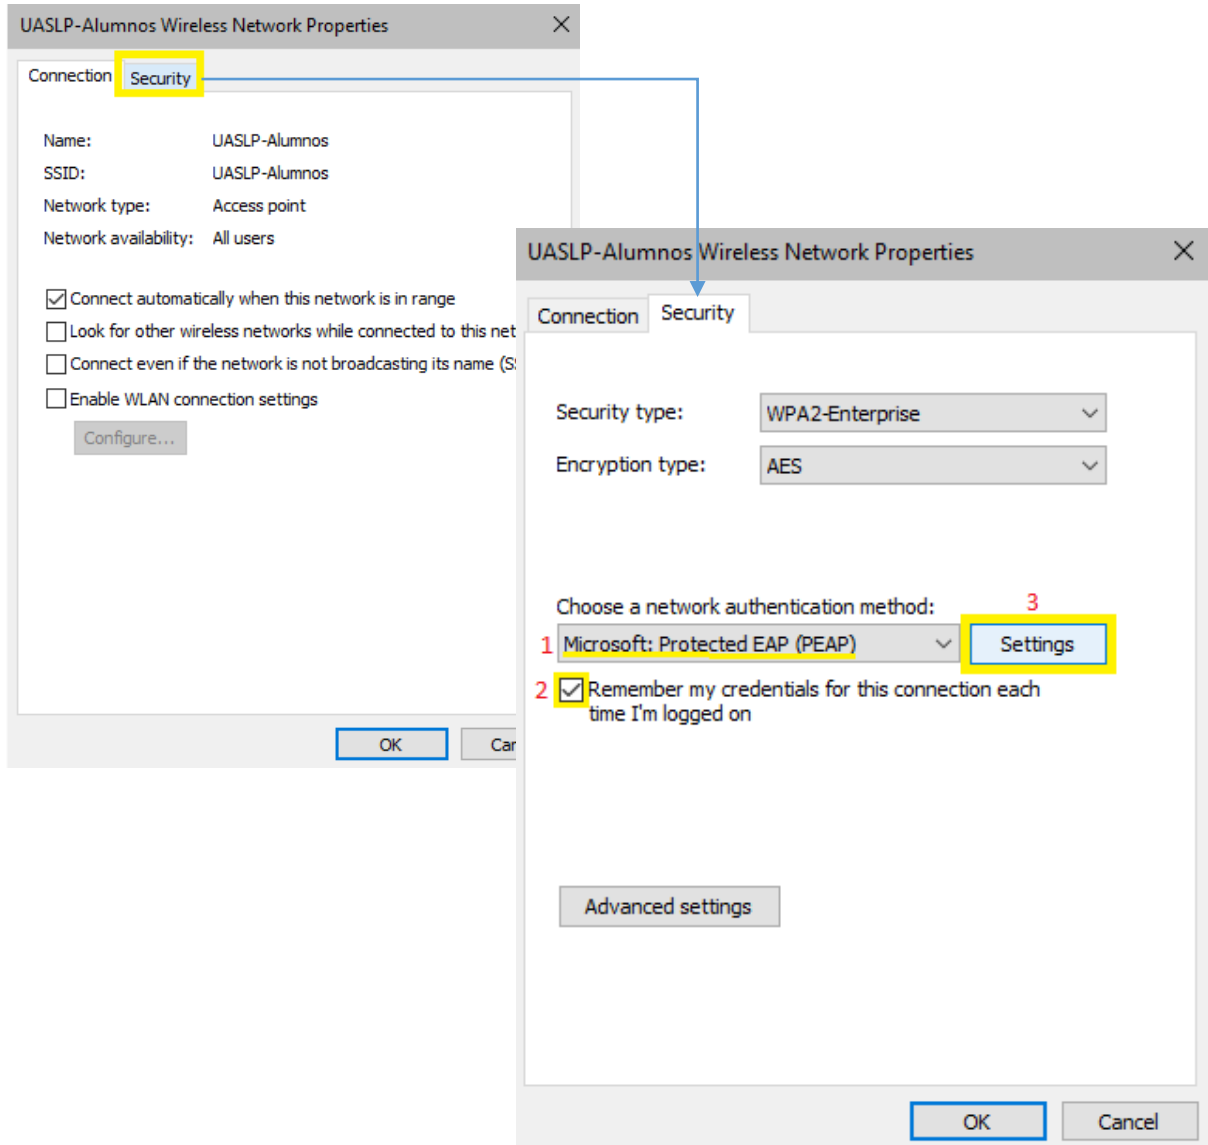 UASLP-Alumnos Wireless Network Properties
Connection Security
Name: UASLP-Alumnos
SSID: UASLP-Alumnos
Network type: Access point
Network availability: All users
Connect automatically when this network is in range
Look for other wireless networks while connected to this net
Connect even if the network is not broadcasting its name (S
Enable WLAN connection settings
Configure...
OK Can
UASLP-Alumnos Wireless Network Properties
Connection Security
Security type: WPA2-Enterprise
Encryption type: AES
Choose a network authentication method: 3
1 Microsoft: Protected EAP (PEAP) Settings
2 Remember my credentials for this connection each
time I'm logged on
Advanced settings
OK Cancel